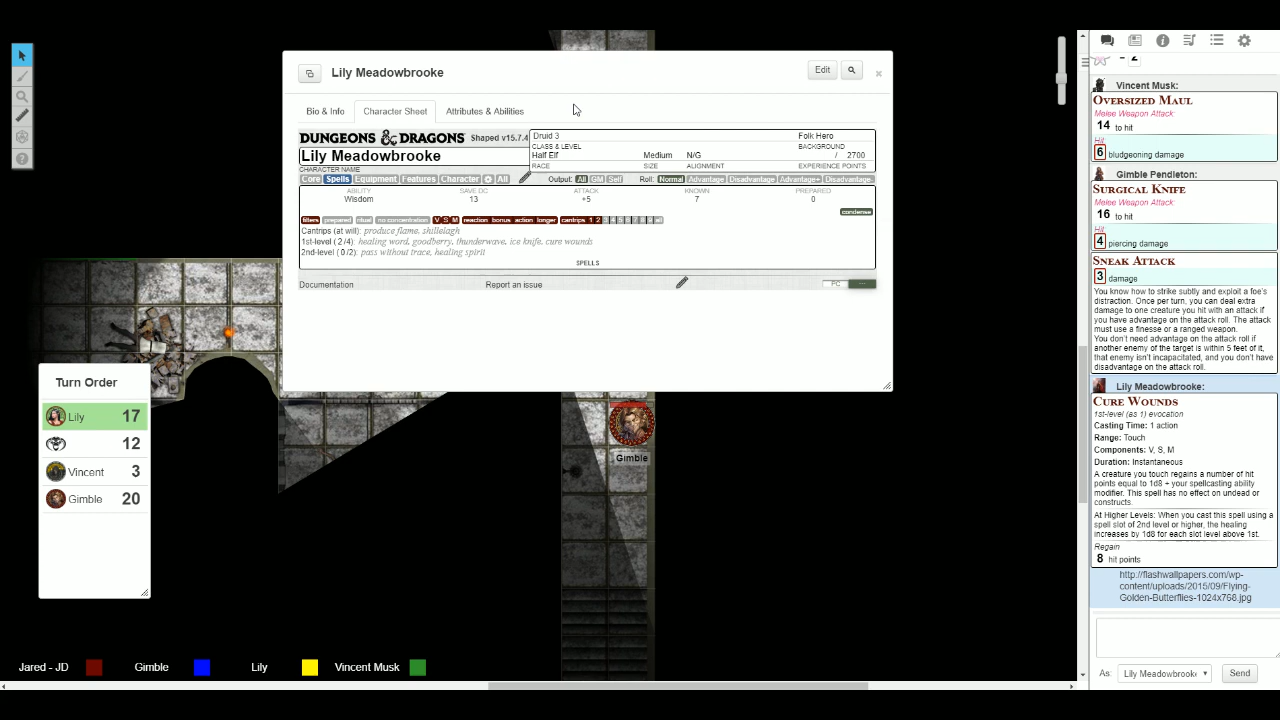 Lily Meadowbrooke
Edit
Bio & Info
Character Sheet
Attributes & Abilities
DUNGEONS & DRAGONS
Shaped v15.7.4
Druid 3
Folk Hero
CLASS & LEVEL
BACKGROUND
Lily Meadowbrooke
Half Elf
Medium
N/G
/ 2700
CHARACTER NAME
RACE
SIZE
ALIGNMENT
EXPERIENCE POINTS
Core Spells Equipment Features Character All
Output: All GM Self
Roll: Normal Advantage Disadvantage Advantage+ Disadvantage-
ABILITY
SAVE DC
ATTACK
KNOWN
PREPARED
Wisdom
13
+5
7
0
condense
filters prepared ritual no concentration V S M reaction bonus action longer cantrips 1 2 3 4 5 6 7 8 9 all
Cantrips (at will): produce flame, shillelagh
1st-level (2/4): healing word, goodberry, thunderwave, ice knife, cure wounds
2nd-level (0/2): pass without trace, healing spirit
SPELLS
Documentation
Report an issue
PC
Turn Order
Lily 17
12
Vincent 3
Gimble 20
Gimble
Jared - JD
Gimble
Lily
Vincent Musk
Vincent Musk:
OVERSIZED MAUL
Melee Weapon Attack
14 to hit
Hit
6 bludgeoning damage
Gimble Pendleton:
SURGICAL KNIFE
Melee Weapon Attack
16 to hit
Hit
4 piercing damage
SNEAK ATTACK
3 damage
You know how to strike subtly and exploit a foe's
distraction. Once per turn, you can deal extra
damage to one creature you hit with an attack if
you have advantage on the attack roll. The attack
must use a finesse or a ranged weapon.
You don't need advantage on the attack roll if
another enemy of the target is within 5 feet of it,
that enemy isn't incapacitated, and you don't have
disadvantage on the attack roll.
Lily Meadowbrooke:
CURE WOUNDS
1st-level (as 1) evocation
Casting Time: 1 action
Range: Touch
Components: V, S, M
Duration: Instantaneous
A creature you touch regains a number of hit
points equal to 1d8 + your spellcasting ability
modifier. This spell has no effect on undead or
constructs.
At Higher Levels: When you cast this spell using a
spell slot of 2nd level or higher, the healing
increases by 1d8 for each slot level above 1st.
Regain
8 hit points
http://flashwallpapers.com/wp-
content/uploads/2015/09/Flying-
Golden-Butterflies-1024x768.jpg
As: Lily Meadowbrooke
Send